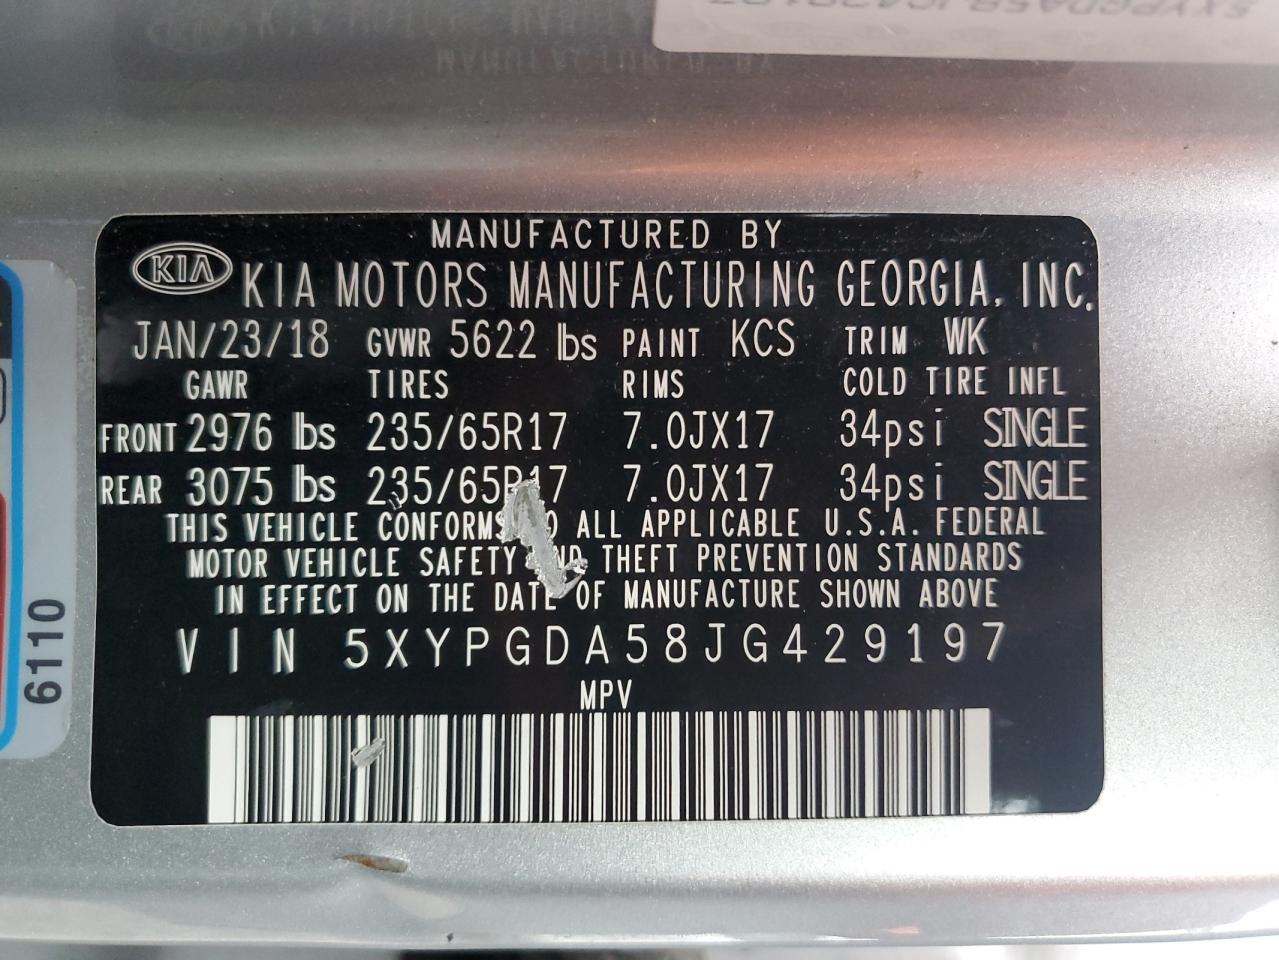 MANUFACTURED BY
KIA KIA MOTORS MANUFACTURING GEORGIA, INC.
JAN/23/18 GVWR 5622 lbs PAINT KCS TRIM WK
GAWR TIRES RIMS COLD TIRE INFL
FRONT 2976 lbs 235/65R17 7.0JX17 34psi SINGLE
REAR 3075 lbs 235/65R17 7.0JX17 34psi SINGLE
THIS VEHICLE CONFORMS TO ALL APPLICABLE U.S.A. FEDERAL
MOTOR VEHICLE SAFETY AND THEFT PREVENTION STANDARDS
IN EFFECT ON THE DATE OF MANUFACTURE SHOWN ABOVE
VIN 5XYPGDA58JG429197
MPV
6110